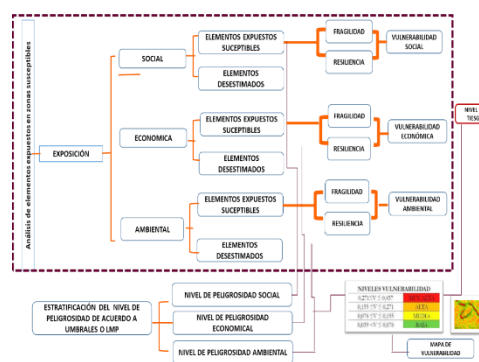 Análisis de elementos expuestos en zonas susceptibles
EXPOSICIÓN
SOCIAL
ELEMENTOS EXPUESTOS
SUCEPTIBLES
ELEMENTOS
DESESTIMADOS
FRAGILIDAD
RESILIENCIA
VULNERABILIDAD
SOCIAL
ECONOMICA
ELEMENTOS EXPUESTOS
SUCEPTIBLES
ELEMENTOS
DESESTIMADOS
FRAGILIDAD
RESILIENCIA
VULNERABILIDAD
ECONÓMICA
AMBIENTAL
ELEMENTOS EXPUESTOS
SUCEPTIBLES
ELEMENTOS
DESESTIMADOS
FRAGILIDAD
RESILIENCIA
VULNERABILIDAD
AMBIENTAL
NIVEL
ESTRATIFICACIÓN DEL NIVEL DE
PELIGROSIDAD DE ACUERDO A
UMBRALES O LMP
NIVEL DE PELIGROSIDAD SOCIAL
NIVEL DE PELIGROSIDAD
ECONOMICAL
NIVEL DE PELIGROSIDAD AMBIENTAL
NIVELES VULNERABILIDAD
MUY ALTA
ALTA
MEDIA
BAJA
MAPA DE
VULNERABILIDAD